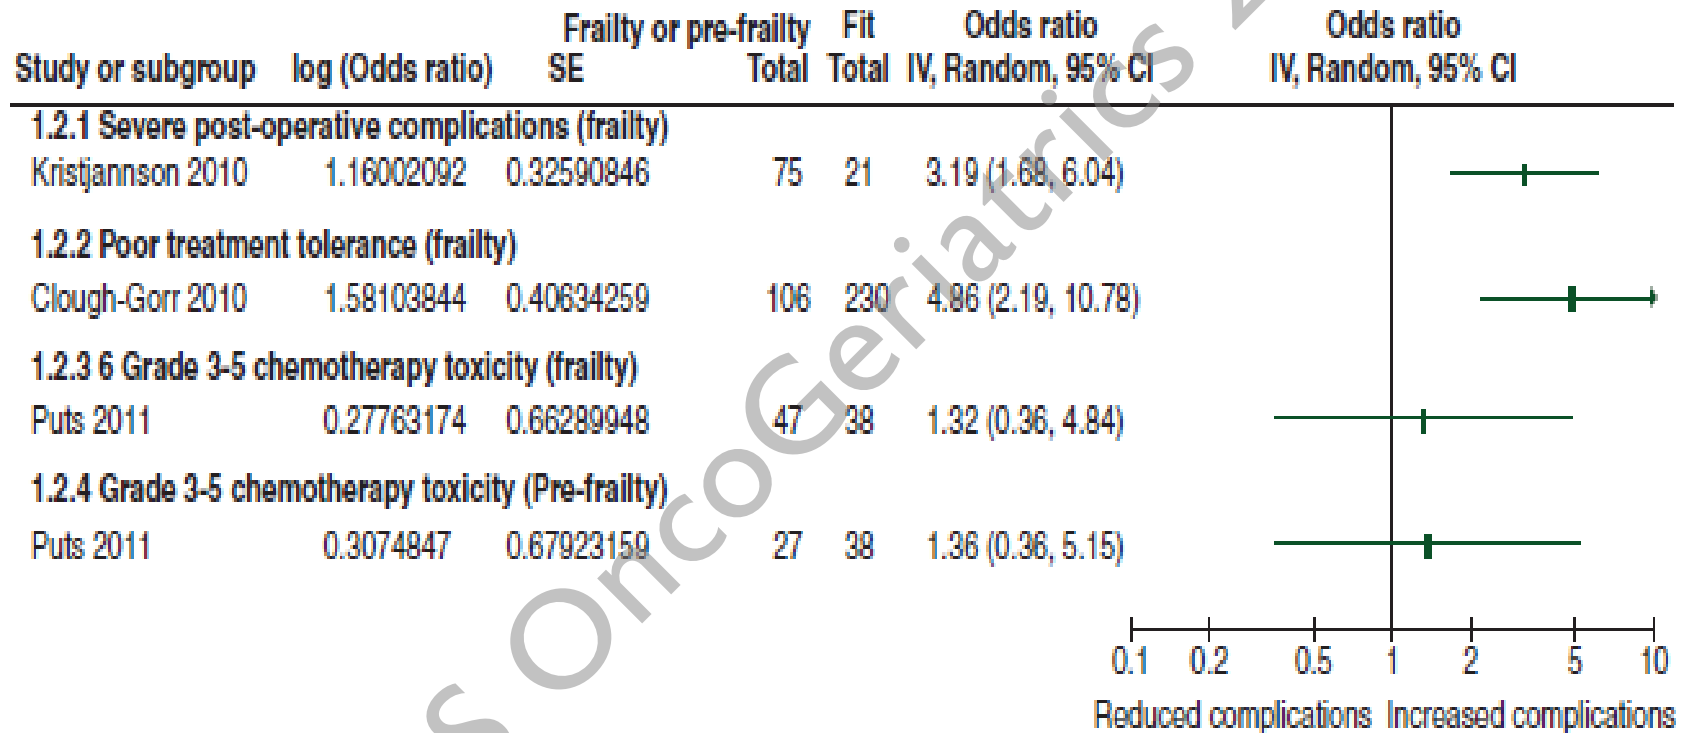 Frailty or pre-frailty Fit Odds ratio Odds ratio
Study or subgroup log (Odds ratio) SE Total Total IV, Random, 95% CI IV, Random, 95% CI
1.2.1 Severe post-operative complications (frailty)
Kristjannson 2010 1.16002092 0.32590846 75 21 3.19 (1.68, 6.04)
1.2.2 Poor treatment tolerance (frailty)
Clough-Gorr 2010 1.58103844 0.40634259 106 230 4.86 (2.19, 10.78)
1.2.3 6 Grade 3-5 chemotherapy toxicity (frailty)
Puts 2011 0.27763174 0.66289948 47 38 1.32 (0.36, 4.84)
1.2.4 Grade 3-5 chemotherapy toxicity (Pre-frailty)
Puts 2011 0.3074847 0.67923159 27 38 1.36 (0.36, 5.15)
0.1 0.2 0.5 1 2 5 10
Reduced complications Increased complications
s OncoGeriatrics